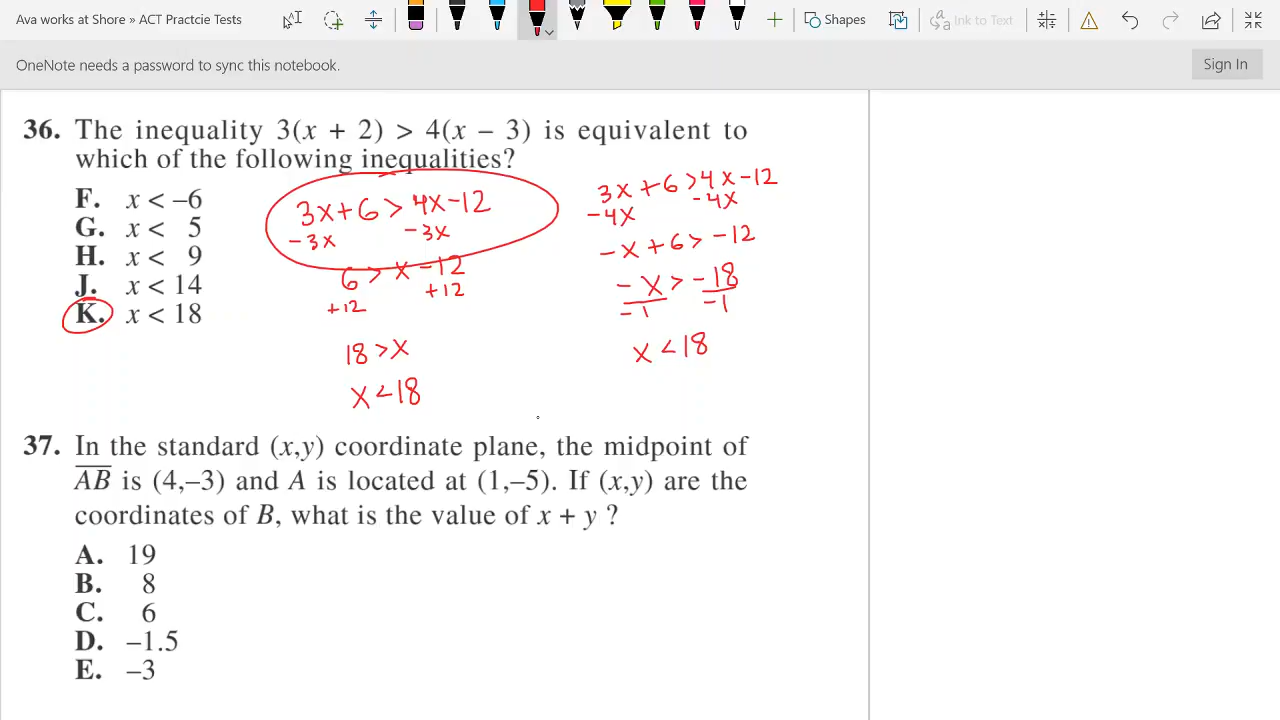 Ava works at Shore » ACT Practcie Tests
Shapes
Link to Text
OneNote needs a password to sync this notebook.
Sign In
36. The inequality 3(x + 2) > 4(x – 3) is equivalent to
which of the following inequalities?
F. x < –6
G. x < 5
H. x < 9
J. x < 14
K. x < 18
3x+6 > 4x-12
-3x -3x
6 > x -12
+12 +12
18 > x
x < 18
3x +6 > 4x -12
-4x -4x
-x +6 > -12
-x > -18
-1 -1
x < 18
37. In the standard (x,y) coordinate plane, the midpoint of
AB is (4,–3) and A is located at (1,–5). If (x,y) are the
coordinates of B, what is the value of x + y ?
A. 19
B. 8
C. 6
D. –1.5
E. –3